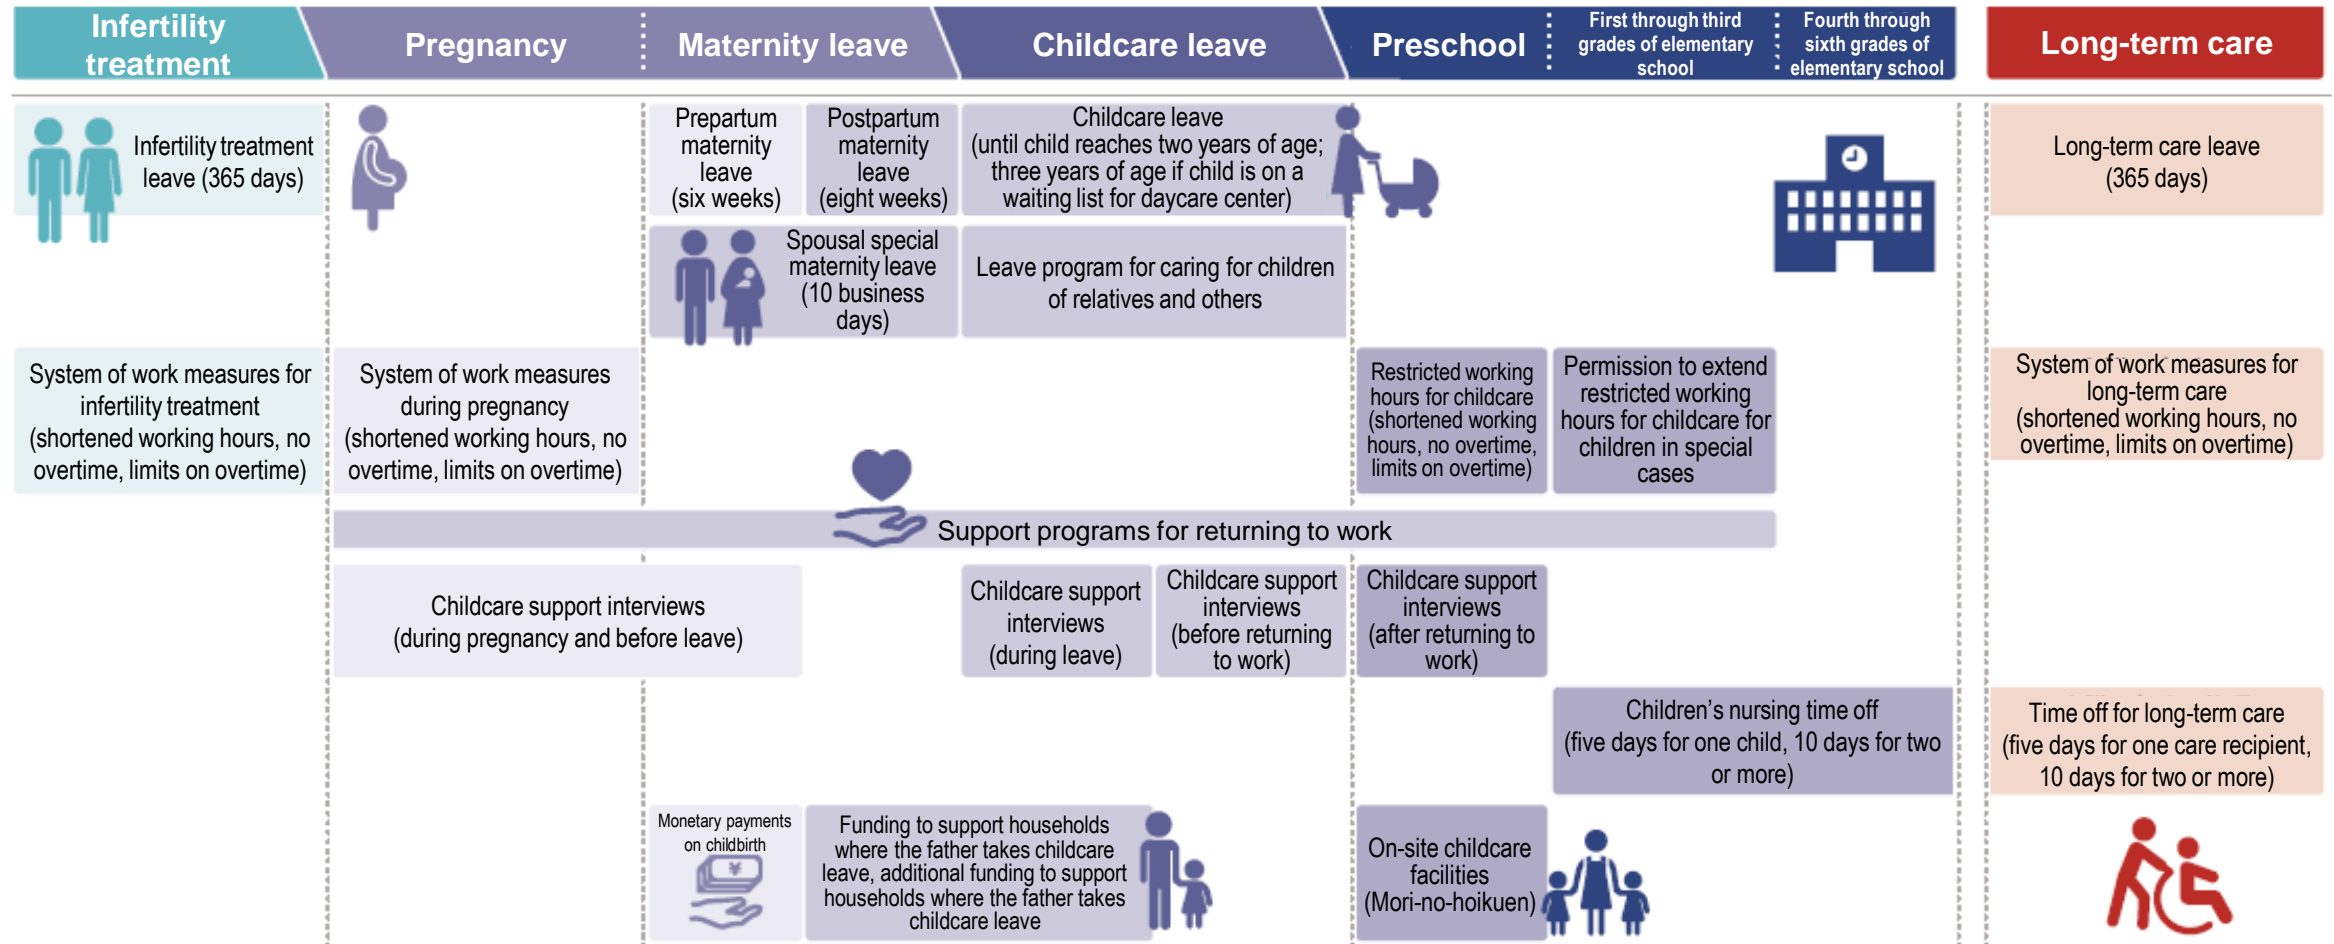 Infertility
treatment
Pregnancy
Maternity leave
Childcare leave
Preschool
First through third
grades of elementary
school
Fourth through
sixth grades of
elementary school
Long-term care
Infertility treatment
leave (365 days)
Prepartum
maternity
leave
(six weeks)
Postpartum
maternity
leave
(eight weeks)
Childcare leave
(until child reaches two years of age;
three years of age if child is on a
waiting list for daycare center)
Long-term care leave
(365 days)
Spousal special
maternity leave
(10 business
days)
Leave program for caring for children
of relatives and others
System of work measures for
infertility treatment
(shortened working hours, no
overtime, limits on overtime)
System of work measures
during pregnancy
(shortened working hours, no
overtime, limits on overtime)
Restricted working
hours for childcare
(shortened working
hours, no overtime,
limits on overtime)
Permission to extend
restricted working
hours for childcare for
children in special
cases
System of work measures for
long-term care
(shortened working hours, no
overtime, limits on overtime)
Support programs for returning to work
Childcare support interviews
(during pregnancy and before leave)
Childcare support
interviews
(during leave)
Childcare support
interviews
(before returning
to work)
Childcare support
interviews
(after returning to
work)
Children’s nursing time off
(five days for one child, 10 days for two
or more)
Time off for long-term care
(five days for one care recipient,
10 days for two or more)
Monetary payments
on childbirth
¥
Funding to support households
where the father takes childcare
leave, additional funding to support
households where the father takes
childcare leave
On-site childcare
facilities
(Mori-no-hoikuen)